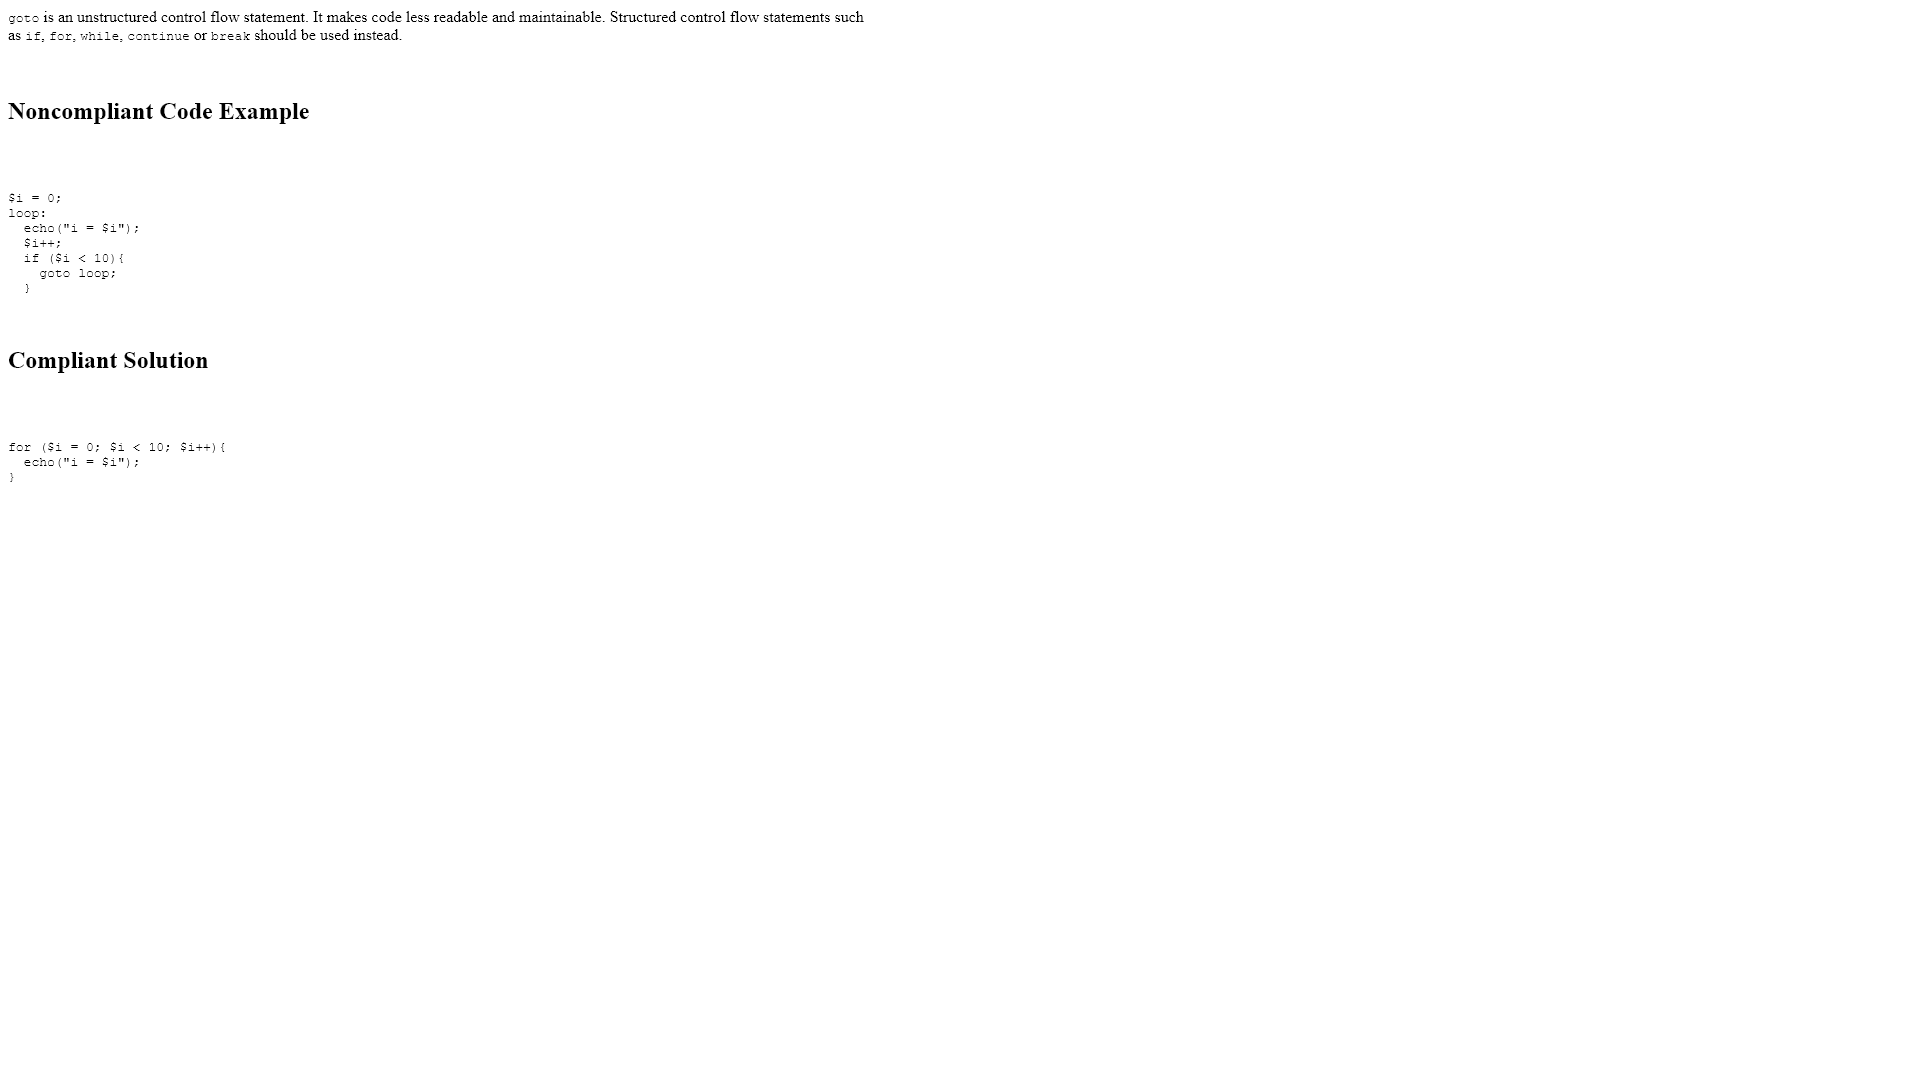 goto is an unstructured control flow statement. It makes code less readable and maintainable. Structured control flow statements such
as if, for, while, continue or break should be used instead.
Noncompliant Code Example
$i = 0;
loop:
  echo("i = $i");
  $i++;
  if ($i < 10){
    goto loop;
  }
Compliant Solution
for ($i = 0; $i < 10; $i++){
  echo("i = $i");
}